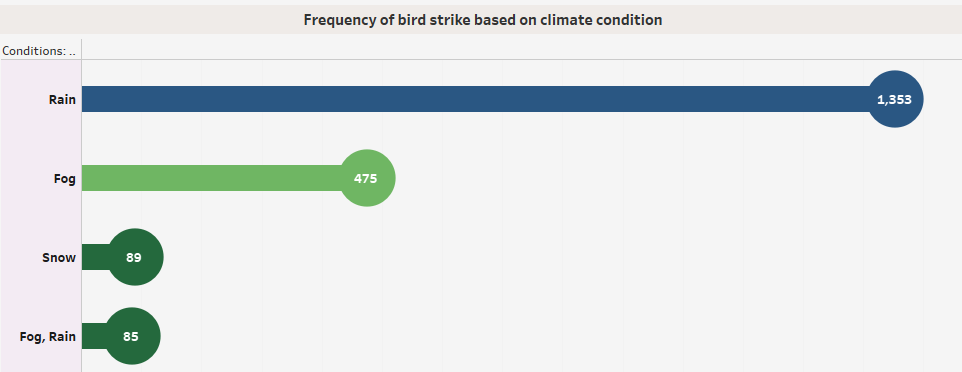 Frequency of bird strike based on climate condition
Conditions: ..
Rain 1,353
Fog 475
Snow 89
Fog, Rain 85